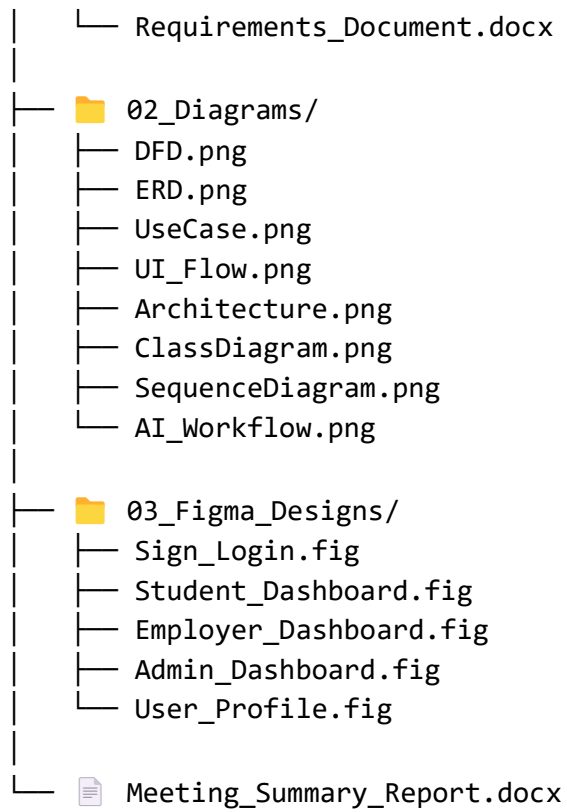 │   └── Requirements_Document.docx
│
├── 📁 02_Diagrams/
│   ├── DFD.png
│   ├── ERD.png
│   ├── UseCase.png
│   ├── UI_Flow.png
│   ├── Architecture.png
│   ├── ClassDiagram.png
│   ├── SequenceDiagram.png
│   └── AI_Workflow.png
│
├── 📁 03_Figma_Designs/
│   ├── Sign_Login.fig
│   ├── Student_Dashboard.fig
│   ├── Employer_Dashboard.fig
│   ├── Admin_Dashboard.fig
│   └── User_Profile.fig
│
└── 📄 Meeting_Summary_Report.docx